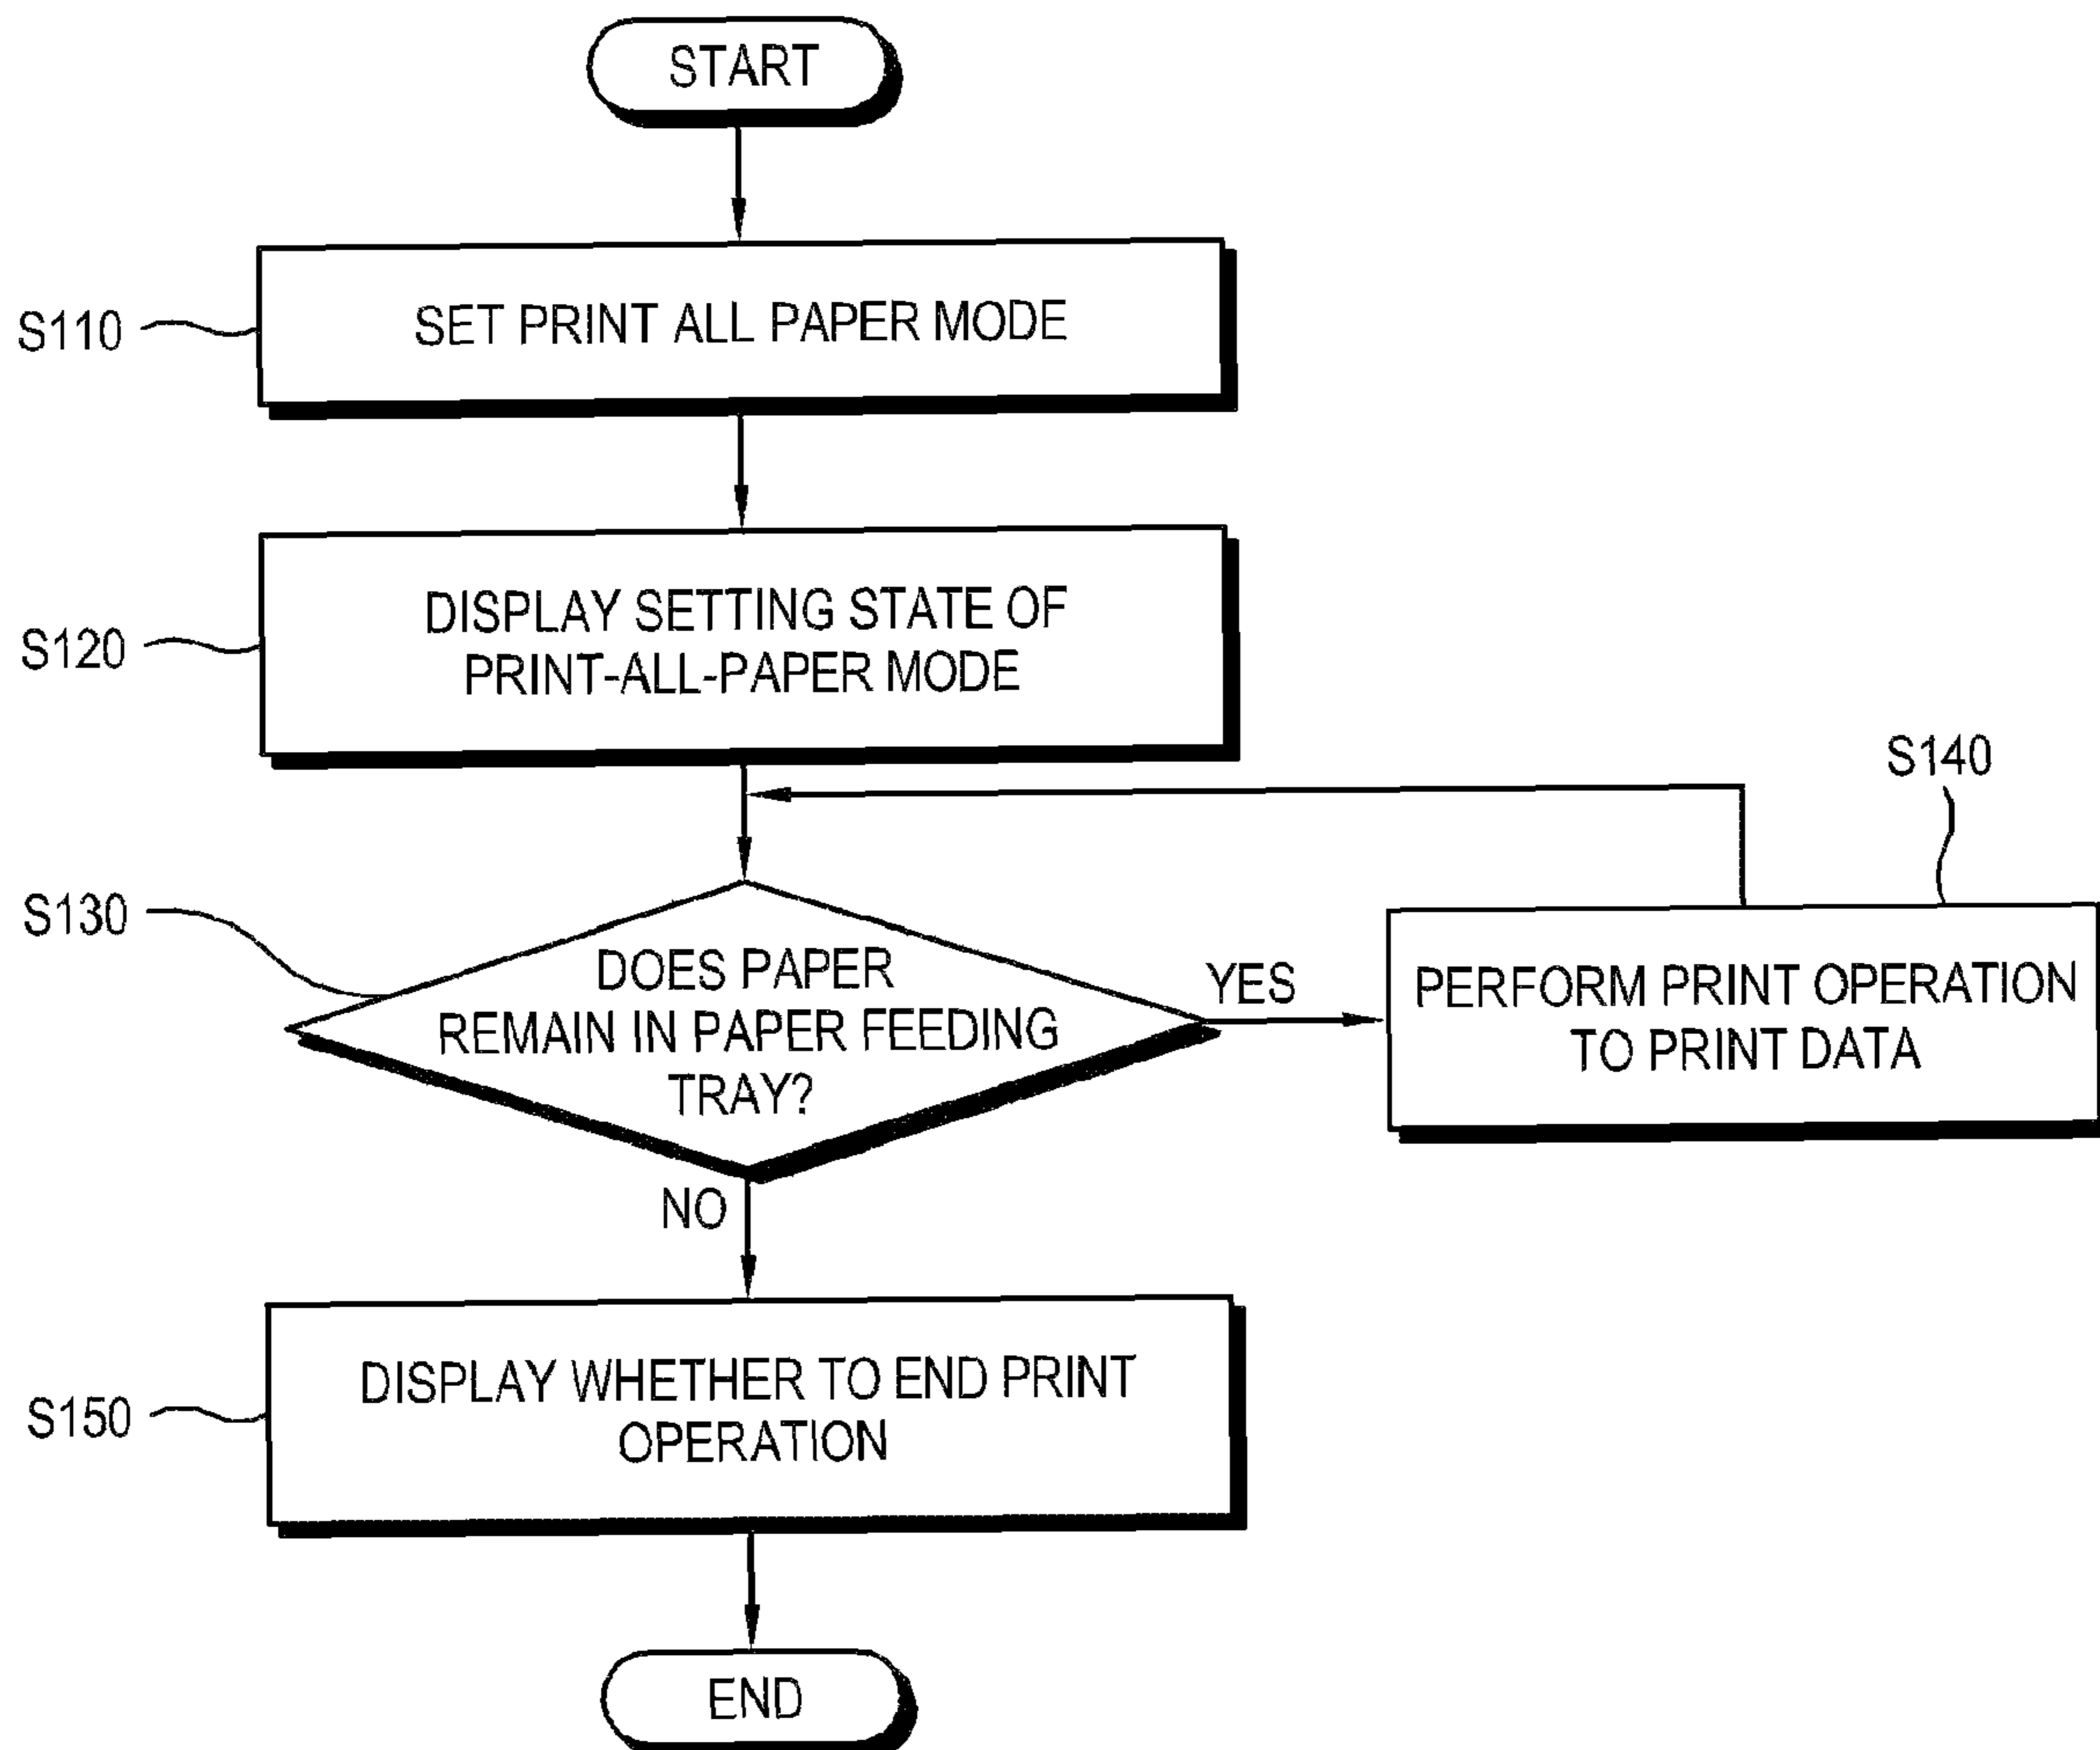 START
S110
SET PRINT ALL PAPER MODE
S120
DISPLAY SETTING STATE OF
PRINT-ALL-PAPER MODE
S140
S130
DOES PAPER
REMAIN IN PAPER FEEDING
TRAY?
YES
PERFORM PRINT OPERATION
TO PRINT DATA
NO
S150
DISPLAY WHETHER TO END PRINT
OPERATION
END